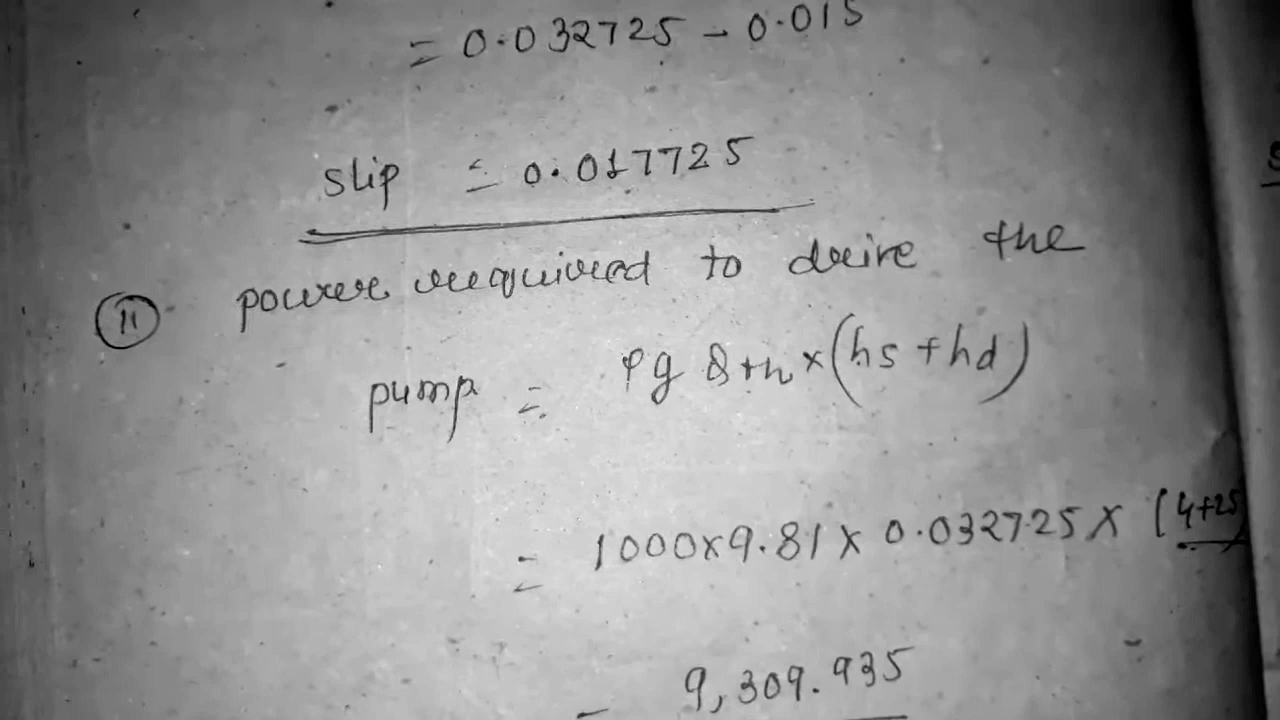 = 0.032725 - 0.015
slip = 0.017725
(11) power required to drive the
pump = ρg Qth × (hs + hd)
= 1000×9.81 × 0.032725 × (4+25)
= 9,309.935